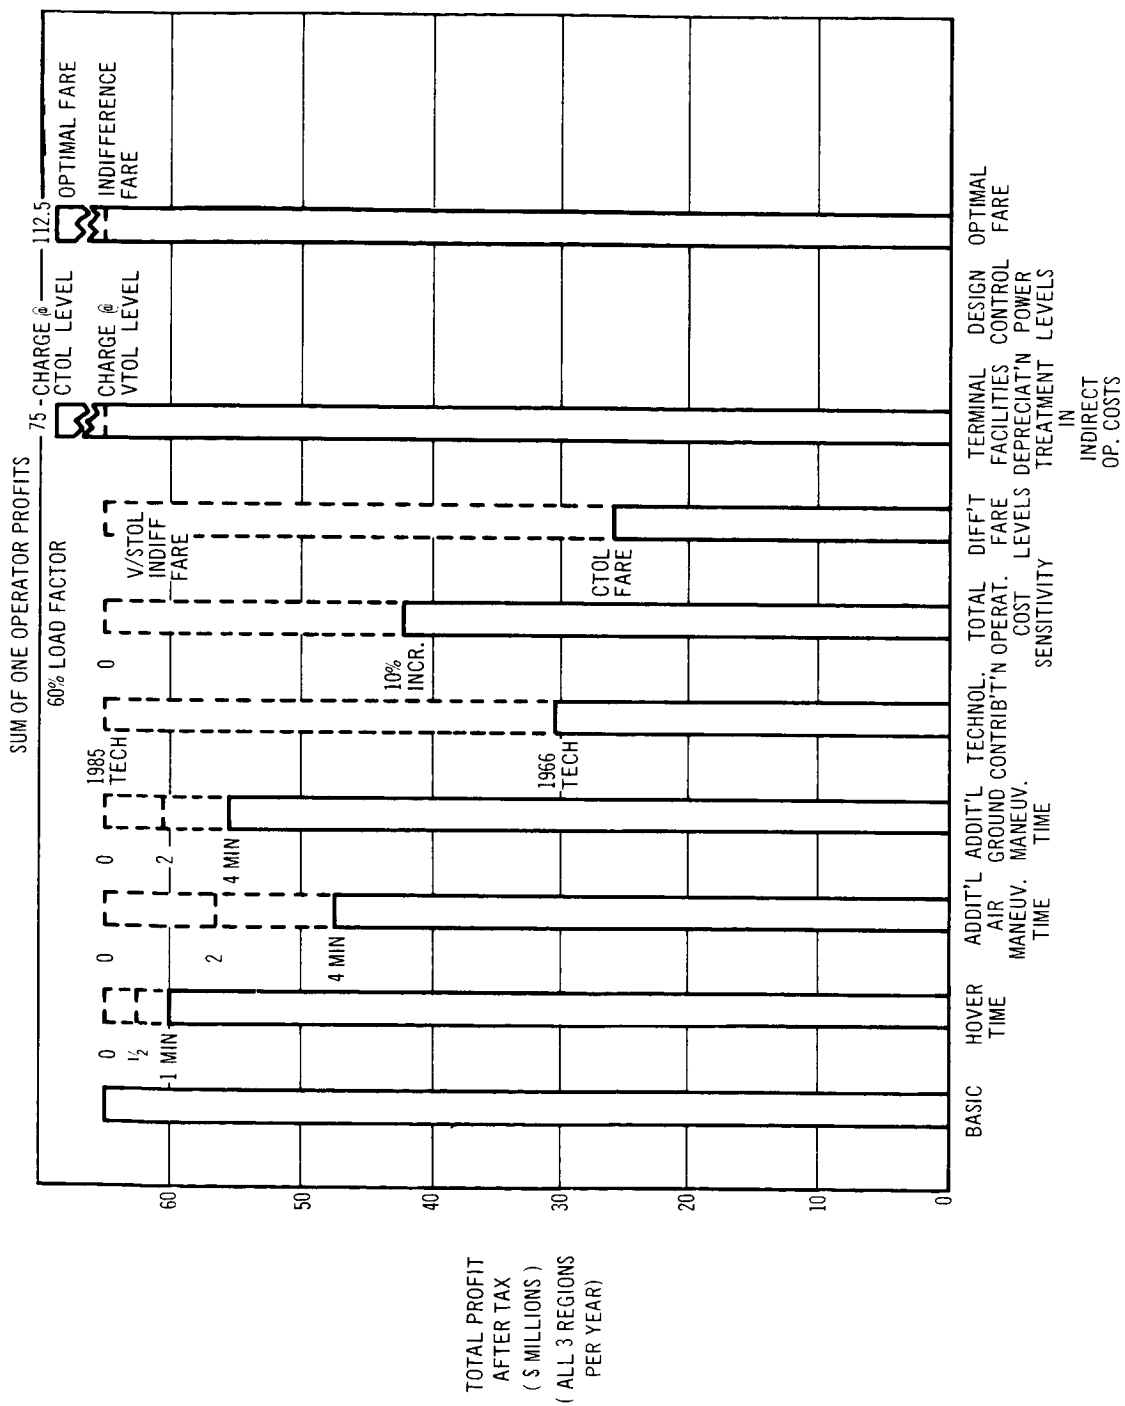 SUM OF ONE OPERATOR PROFITS
60% LOAD FACTOR
75
CHARGE @
CTOL LEVEL
CHARGE @
VTOL LEVEL
112.5
OPTIMAL FARE
INDIFFERENCE
FARE
TOTAL PROFIT
AFTER TAX
( $ MILLIONS )
( ALL 3 REGIONS
PER YEAR)
60
50
40
30
20
10
0
0
1/2
1 MIN
0
2
4 MIN
0
2
4 MIN
1985
TECH
1966
TECH
0
10%
INCR.
V/STOL
INDIFF
FARE
CTOL
FARE
BASIC
HOVER
TIME
ADDIT'L
AIR
MANEUV.
TIME
ADDIT'L
GROUND
MANEUV.
TIME
TECHNOL.
CONTRIB'T'N
TOTAL
OPERAT.
COST
SENSITIVITY
DIFF'T
FARE
LEVELS
TERMINAL
FACILITIES
DEPRECIAT'N
TREATMENT
IN
INDIRECT
OP. COSTS
DESIGN
CONTROL
POWER
LEVELS
OPTIMAL
FARE